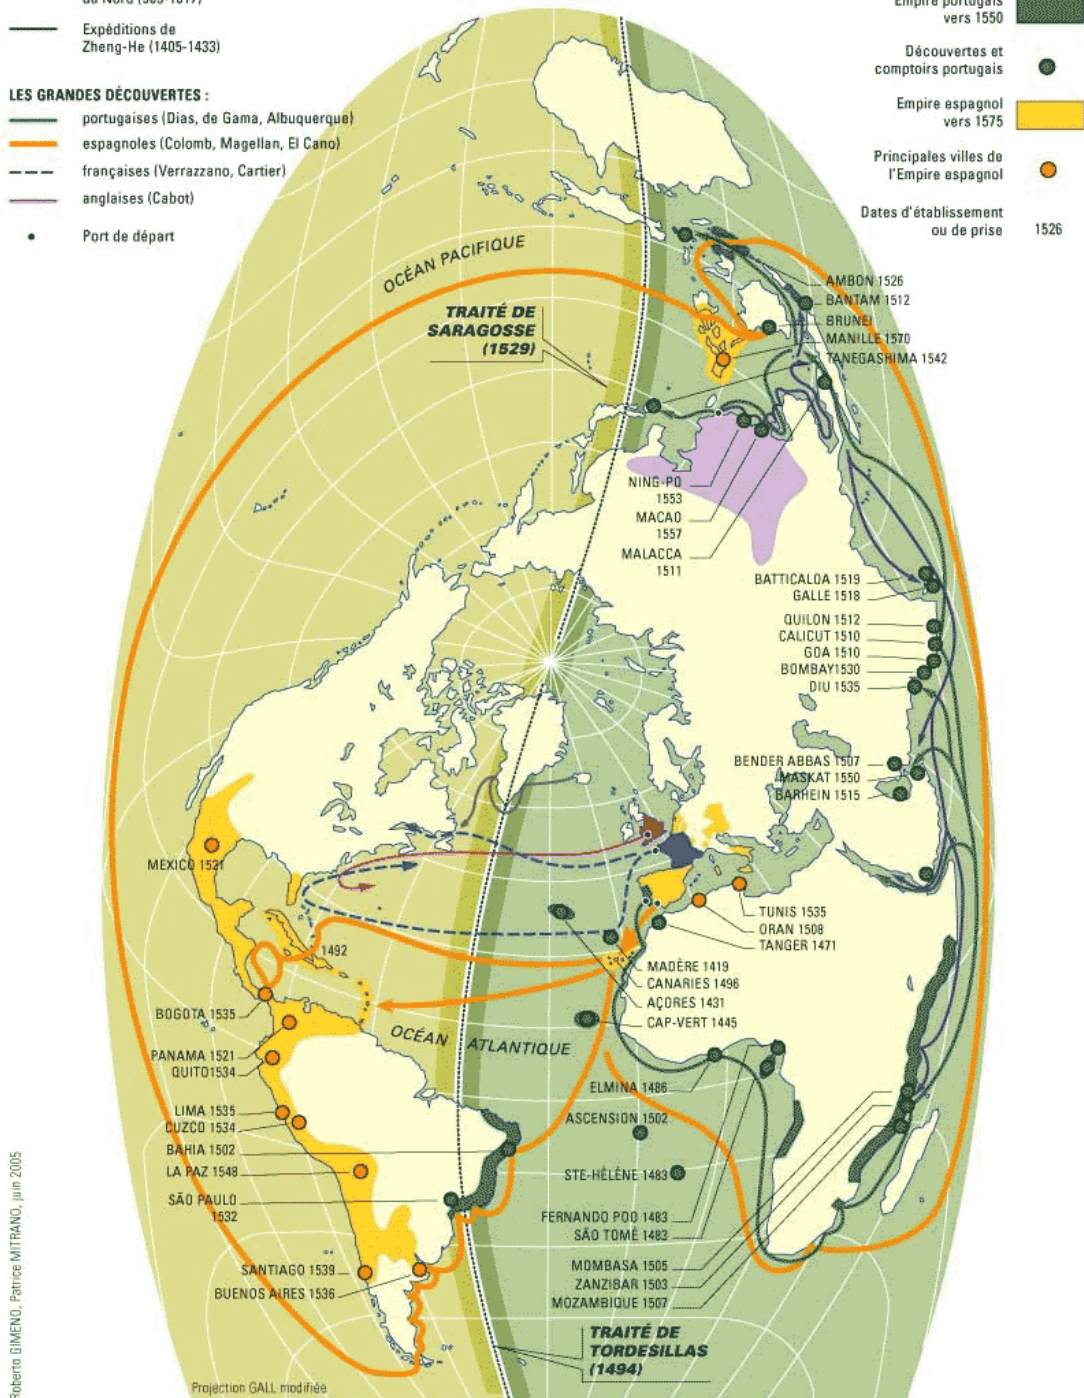 du Nord (985-1017)
Expéditions de
Zheng-He (1405-1433)
LES GRANDES DÉCOUVERTES :
portugaises (Dias, de Gama, Albuquerque)
espagnoles (Colomb, Magellan, El Cano)
françaises (Verrazzano, Cartier)
anglaises (Cabot)
Port de départ
Empire portugais
vers 1550
Découvertes et
comptoirs portugais
Empire espagnol
vers 1575
Principales villes de
l'Empire espagnol
Dates d'établissement
ou de prise
1526
OCÉAN PACIFIQUE
TRAITÉ DE
SARAGOSSE
(1529)
AMBON 1526
BANTAM 1512
BRUNEI
MANILLE 1570
TANEGASHIMA 1542
NING-PO
1553
MACAO
1557
MALACCA
1511
BATTICALOA 1519
GALLE 1518
QUILON 1512
CALICUT 1510
GOA 1510
BOMBAY1530
DIU 1535
BENDER ABBAS 1507
MASKAT 1550
BARHEIN 1515
MEXICO 1521
1492
TUNIS 1535
ORAN 1508
TANGER 1471
MADÈRE 1419
CANARIES 1496
AÇORES 1431
CAP-VERT 1445
BOGOTA 1535
OCÉAN ATLANTIQUE
PANAMA 1521
QUITO1534
ELMINA 1486
LIMA 1535
CUZCO 1534
ASCENSION 1502
BAHIA 1502
LA PAZ 1548
STE-HÉLÈNE 1483
SÃO PAULO
1532
FERNANDO POO 1483
SÃO TOMÉ 1483
SANTIAGO 1539
BUENOS AIRES 1536
MOMBASA 1505
ZANZIBAR 1503
MOZAMBIQUE 1507
TRAITÉ DE
TORDESILLAS
(1494)
Projection GALL modifiée
Roberto GIMENO, Patrice MITRANO, juin 2005